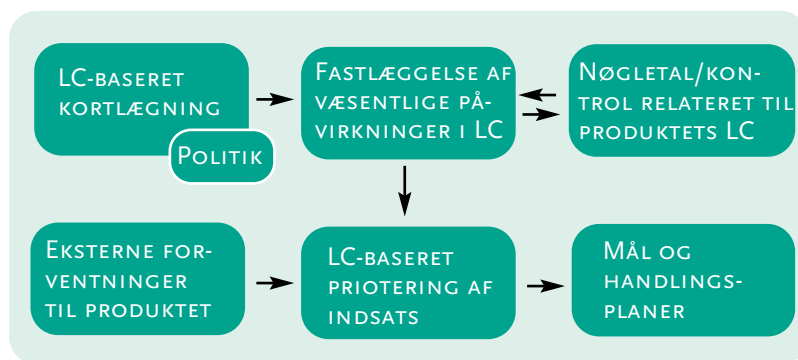 LC-BASERET
KORTLÆGNING
POLITIK
FASTLÆGGELSE AF
VÆSENTLIGE PÅ-
VIRKNINGER I LC
NØGLETAL/KON-
TROL RELATERET TIL
PRODUKTETS LC
EKSTERNE FOR-
VENTNINGER
TIL PRODUKTET
LC-BASERET
PRIOTERING AF
INDSATS
MÅL OG
HANDLINGS-
PLANER